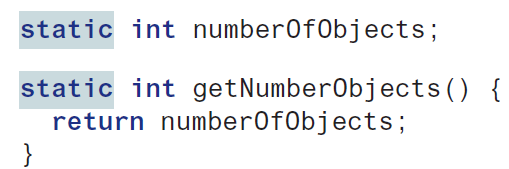 static int numberOfObjects;
static int getNumberObjects() {
  return numberOfObjects;
}